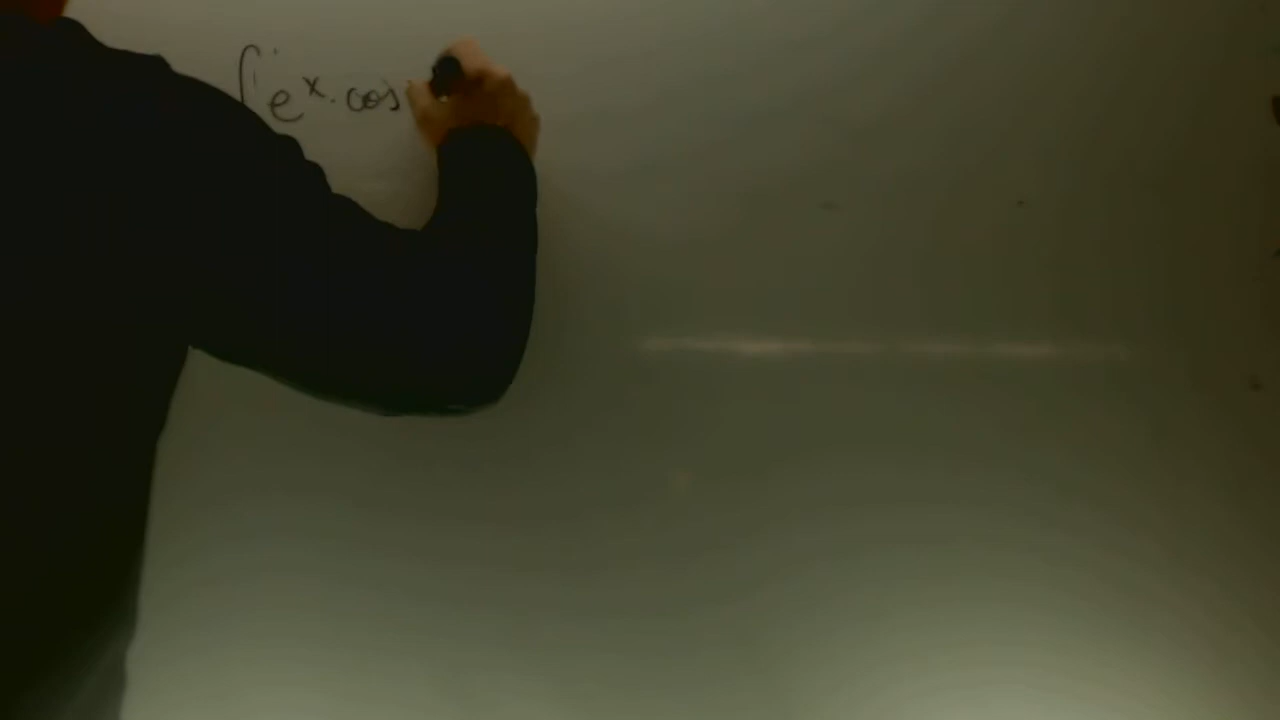 ∫ e^x · cos